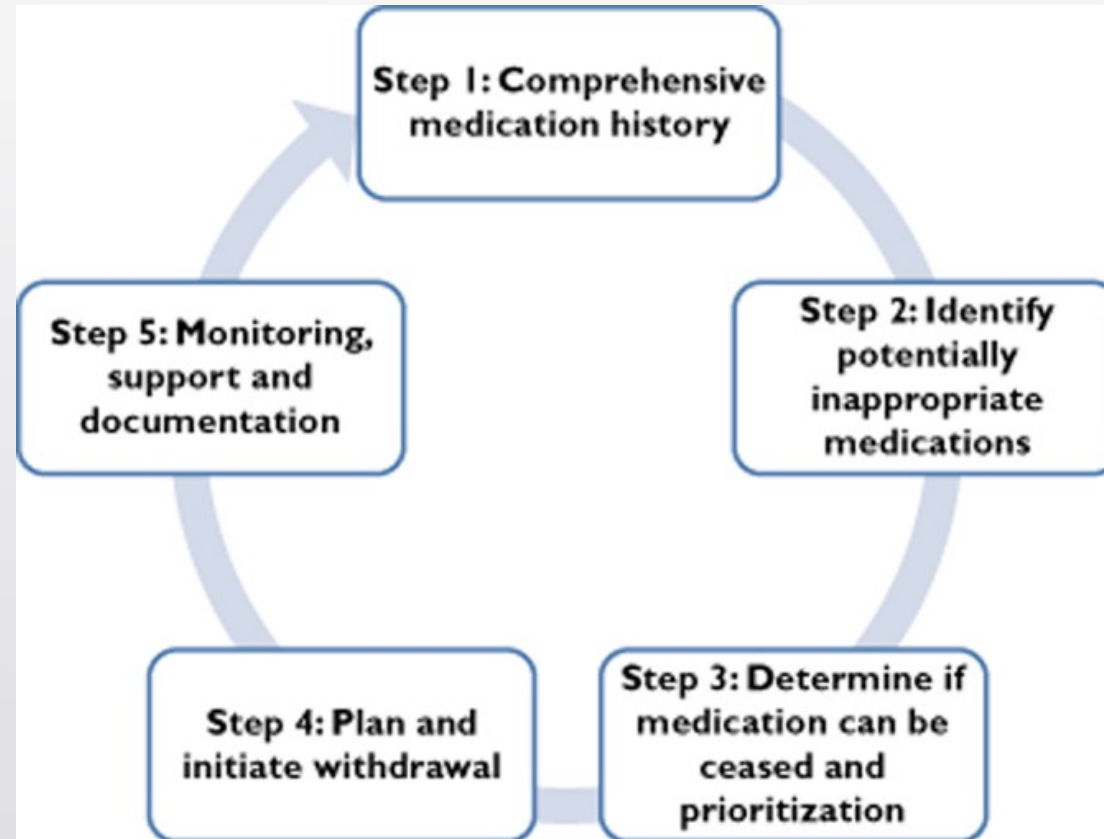 Step 1: Comprehensive
medication history
Step 2: Identify
potentially
inappropriate
medications
Step 3: Determine if
medication can be
ceased and
prioritization
Step 4: Plan and
initiate withdrawal
Step 5: Monitoring,
support and
documentation